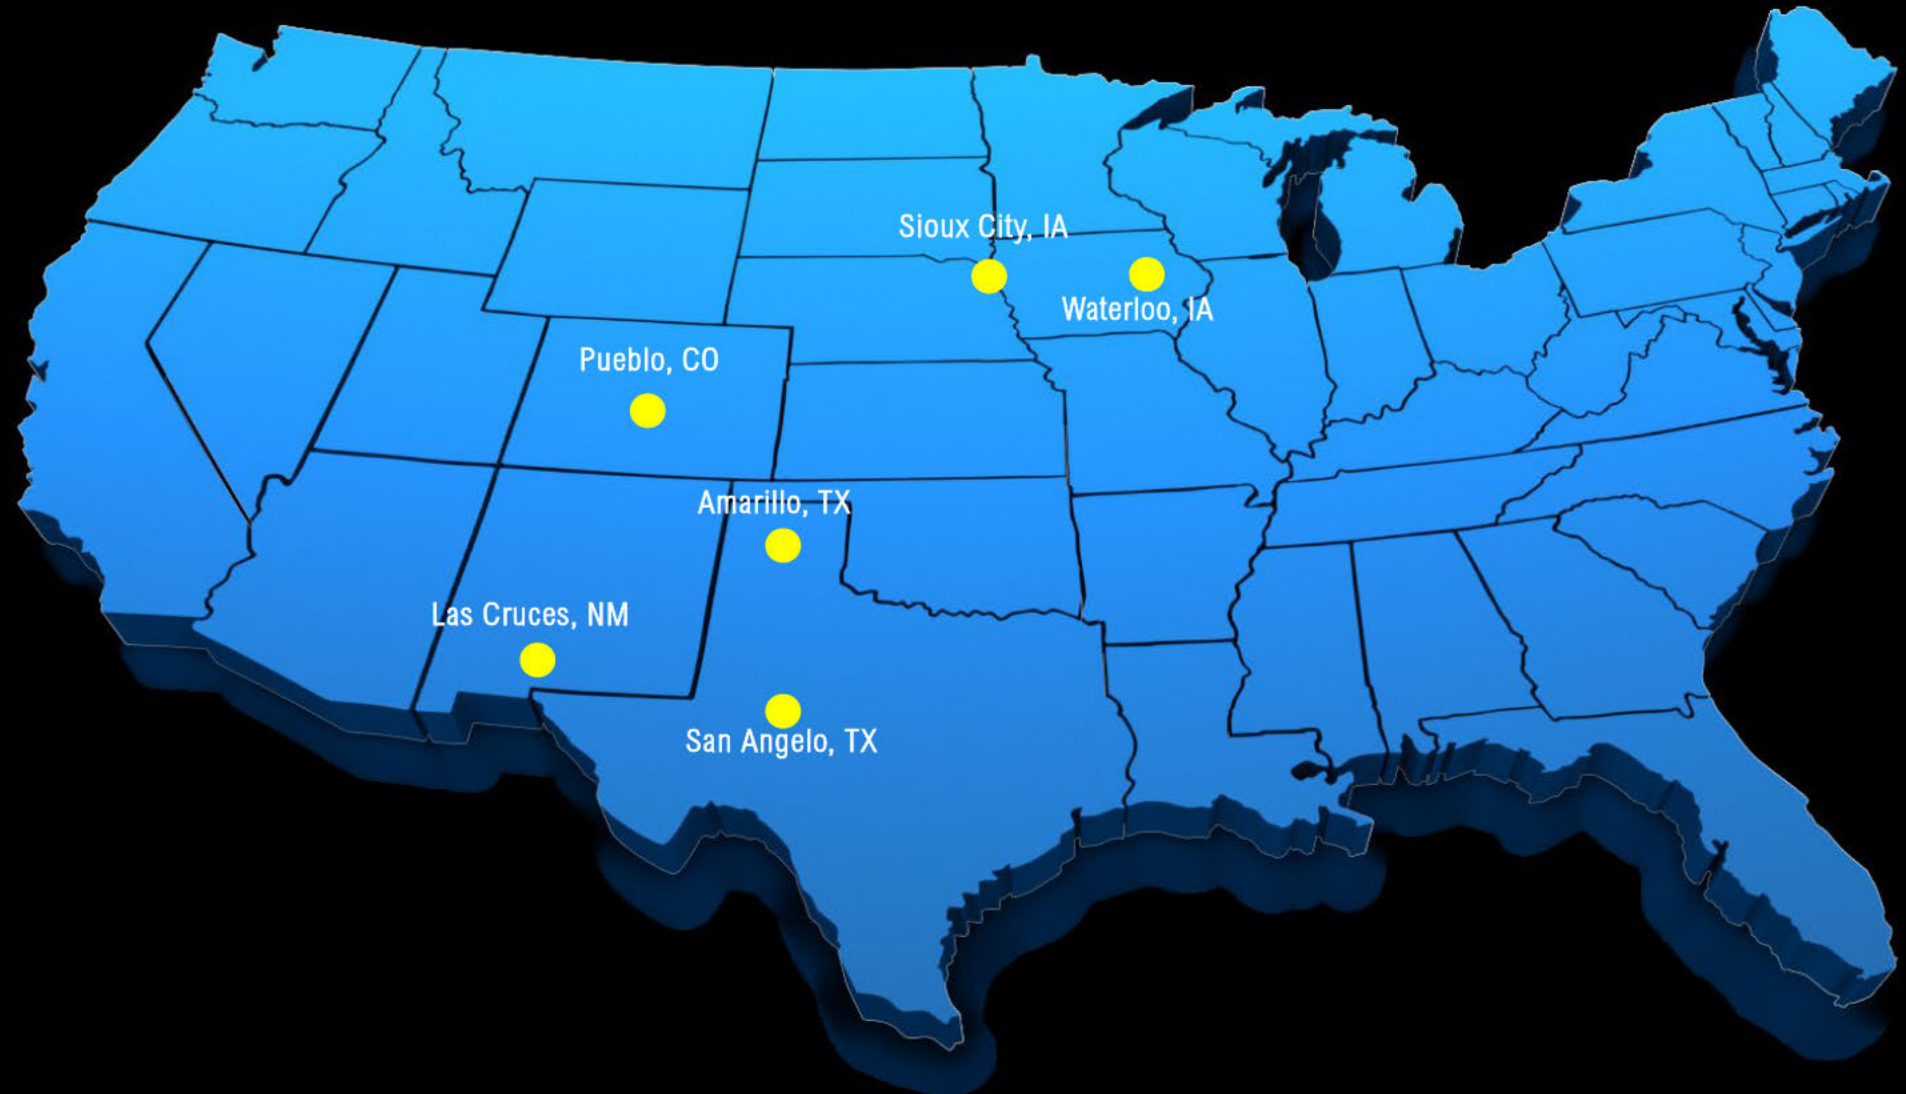 Sioux City, IA
Waterloo, IA
Pueblo, CO
Amarillo, TX
Las Cruces, NM
San Angelo, TX